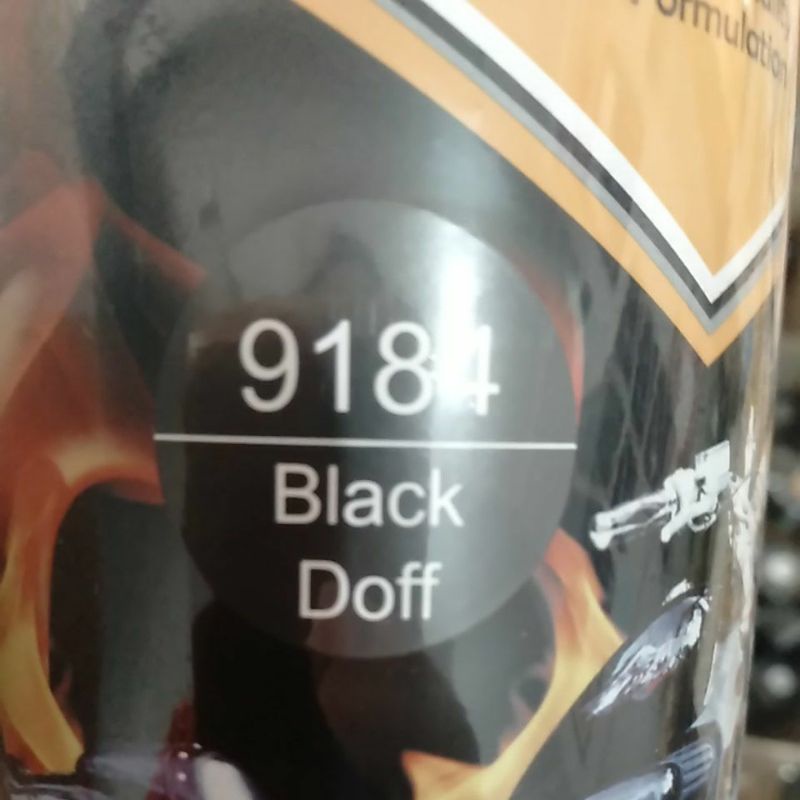 Formulation
9184
Black
Doff